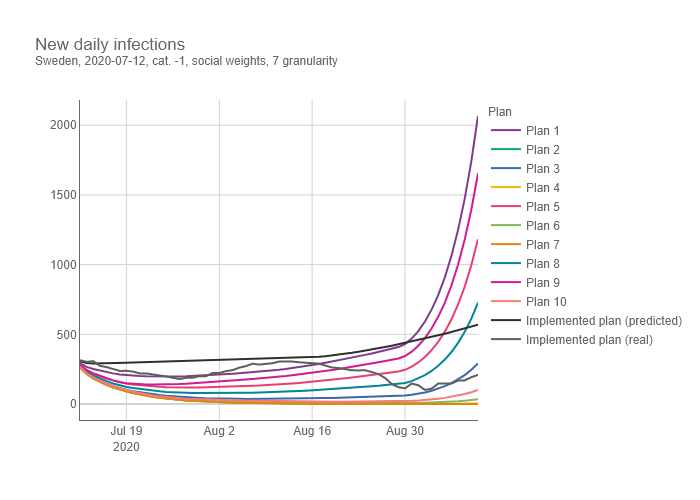 New daily infections
Sweden, 2020-07-12, cat. -1, social weights, 7 granularity
2000
1500
1000
500
0
Jul 19
2020
Aug 2
Aug 16
Aug 30
Plan
Plan 1
Plan 2
Plan 3
Plan 4
Plan 5
Plan 6
Plan 7
Plan 8
Plan 9
Plan 10
Implemented plan (predicted)
Implemented plan (real)